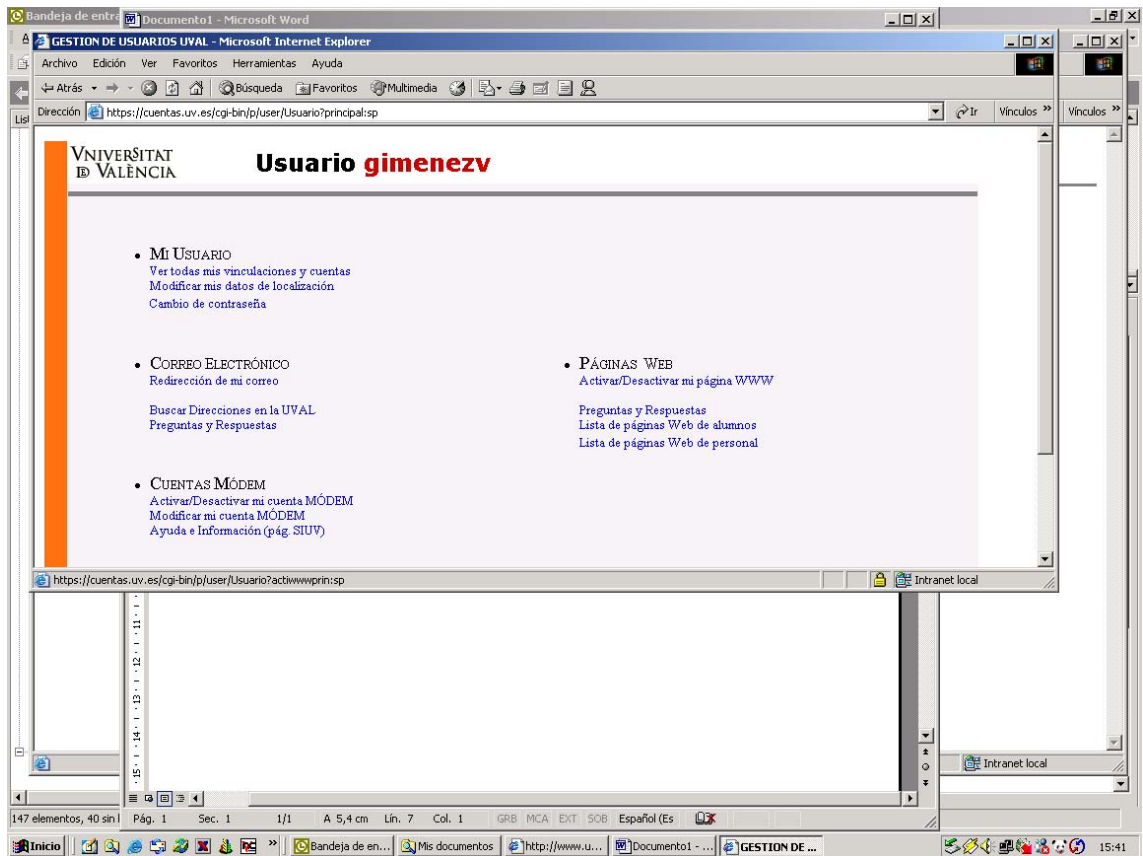 Bandeja de entra
Documento1 - Microsoft Word
GESTION DE USUARIOS UVAL - Microsoft Internet Explorer
Archivo Edición Ver Favoritos Herramientas Ayuda
Atrás Búsqueda Favoritos Multimedia
Dirección https://cuentas.uv.es/cgi-bin/p/user/Usuario?principal:sp Ir Vínculos » Vínculos »
VNIVERSITAT
ID VALÈNCIA
Usuario gimenezv
• MI USUARIO
Ver todas mis vinculaciones y cuentas
Modificar mis datos de localización
Cambio de contraseña
• CORREO ELECTRÓNICO
Redirección de mi correo
Buscar Direcciones en la UVAL
Preguntas y Respuestas
• PÁGINAS WEB
Activar/Desactivar mi página WWW
Preguntas y Respuestas
Lista de páginas Web de alumnos
Lista de páginas Web de personal
• CUENTAS MÓDEM
Activar/Desactivar mi cuenta MÓDEM
Modificar mi cuenta MÓDEM
Ayuda e Información (pág. SIUV)
https://cuentas.uv.es/cgi-bin/p/user/Usuario?actiwwwprin:sp Intranet local
11
12
13
14
15
Intranet local
147 elementos, 40 sin l
Pág. 1 Sec. 1 1/1 A 5,4 cm Lín. 7 Col. 1 GRB MCA EXT SOB Español (Es
Inicio » Bandeja de en... Mis documentos http://www.u... Documento1 - ... GESTION DE ... 15:41